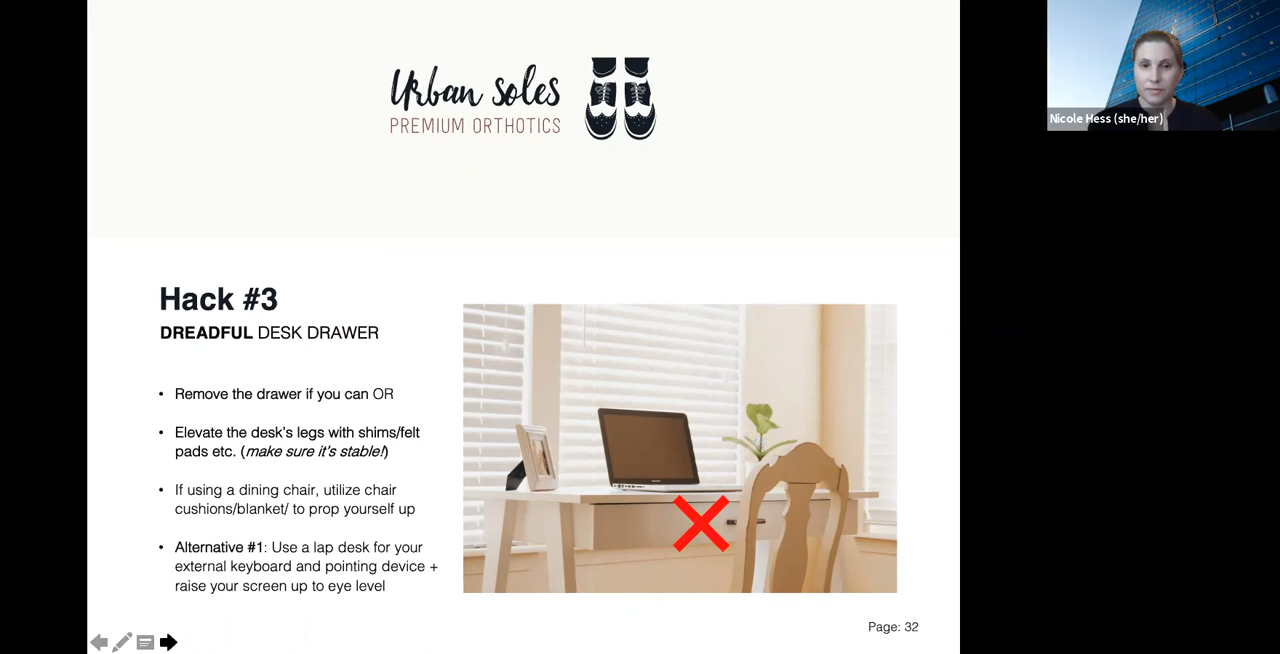 Urban soles
PREMIUM ORTHOTICS
Nicole Hess (she/her)
Hack #3
DREADFUL DESK DRAWER
• Remove the drawer if you can OR
• Elevate the desk's legs with shims/felt
pads etc. (make sure it's stable!)
• If using a dining chair, utilize chair
cushions/blanket/ to prop yourself up
• Alternative #1: Use a lap desk for your
external keyboard and pointing device +
raise your screen up to eye level
Page: 32